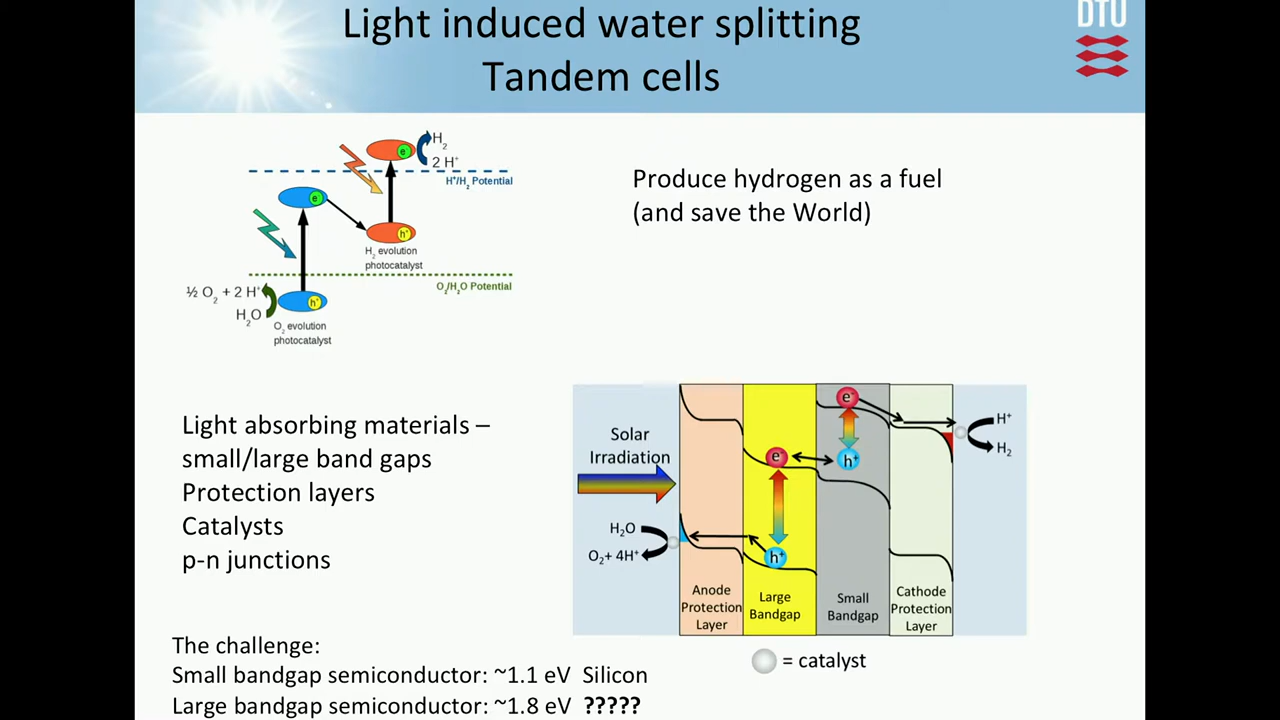 Light induced water splitting
Tandem cells
DTU
H2
2 H+
H+/H2 Potential
e-
e-
h+
H2 evolution
photocatalyst
O2/H2O Potential
½ O2 + 2 H+
H2O
h+
O2 evolution
photocatalyst
Produce hydrogen as a fuel
(and save the World)
Light absorbing materials –
small/large band gaps
Protection layers
Catalysts
p-n junctions
Solar
Irradiation
H2O
O2+ 4H+
e-
h+
e-
h+
H+
H2
Anode
Protection
Layer
Large
Bandgap
Small
Bandgap
Cathode
Protection
Layer
= catalyst
The challenge:
Small bandgap semiconductor: ~1.1 eV Silicon
Large bandgap semiconductor: ~1.8 eV ?????